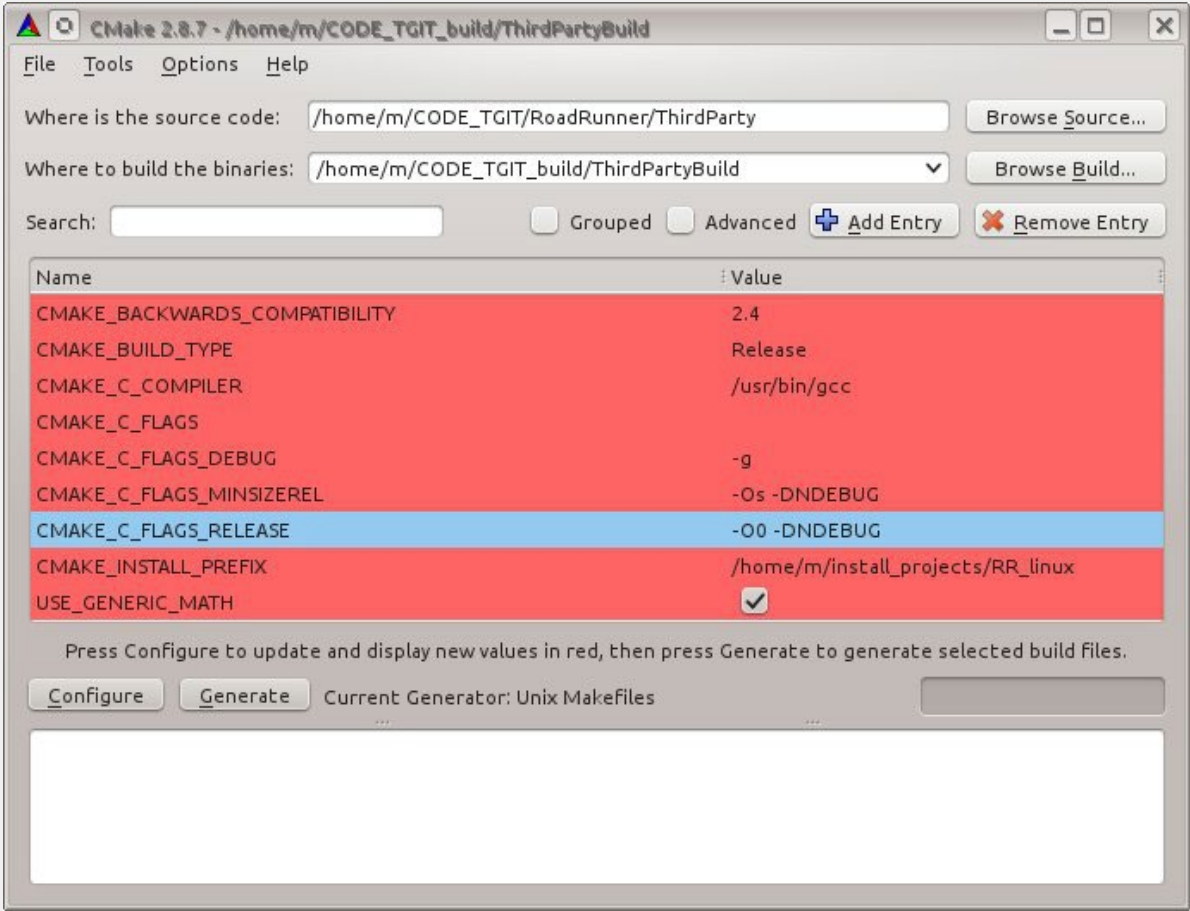 CMake 2.8.7 - /home/m/CODE_TGIT_build/ThirdPartyBuild
File Tools Options Help
Where is the source code: /home/m/CODE_TGIT/RoadRunner/ThirdParty Browse Source...
Where to build the binaries: /home/m/CODE_TGIT_build/ThirdPartyBuild Browse Build...
Search: Grouped Advanced Add Entry Remove Entry
Name Value
CMAKE_BACKWARDS_COMPATIBILITY 2.4
CMAKE_BUILD_TYPE Release
CMAKE_C_COMPILER /usr/bin/gcc
CMAKE_C_FLAGS
CMAKE_C_FLAGS_DEBUG -g
CMAKE_C_FLAGS_MINSIZEREL -Os -DNDEBUG
CMAKE_C_FLAGS_RELEASE -O0 -DNDEBUG
CMAKE_INSTALL_PREFIX /home/m/install_projects/RR_linux
USE_GENERIC_MATH
Press Configure to update and display new values in red, then press Generate to generate selected build files.
Configure Generate Current Generator: Unix Makefiles